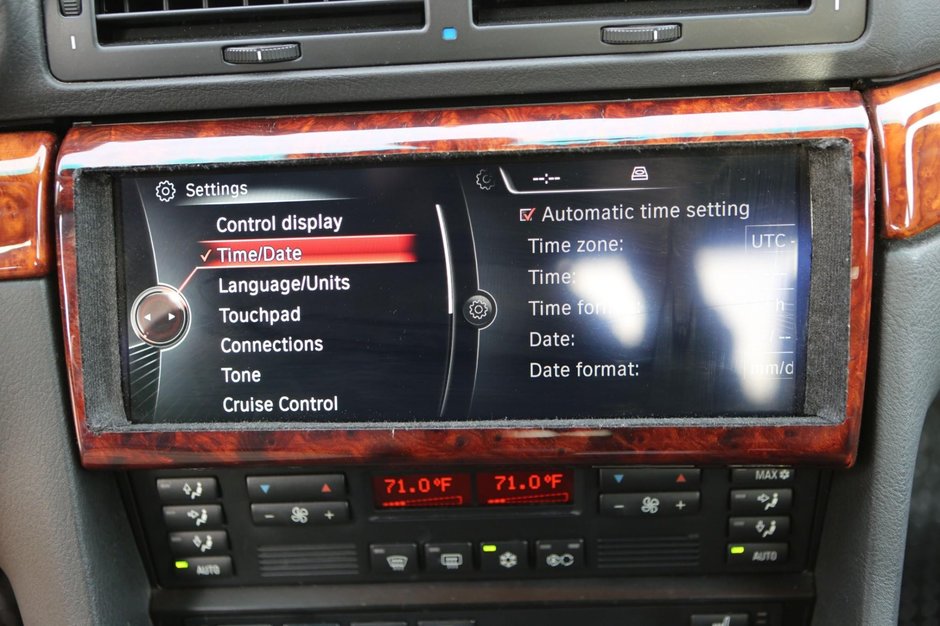 Settings
--:--
Control display
Automatic time setting
Time/Date
Time zone:
UTC -
Language/Units
Time:
Touchpad
h
Connections
Date:
--
Tone
Date format:
Cruise Control
71.0°F
71.0°F
MAX
AUTO
AUTO